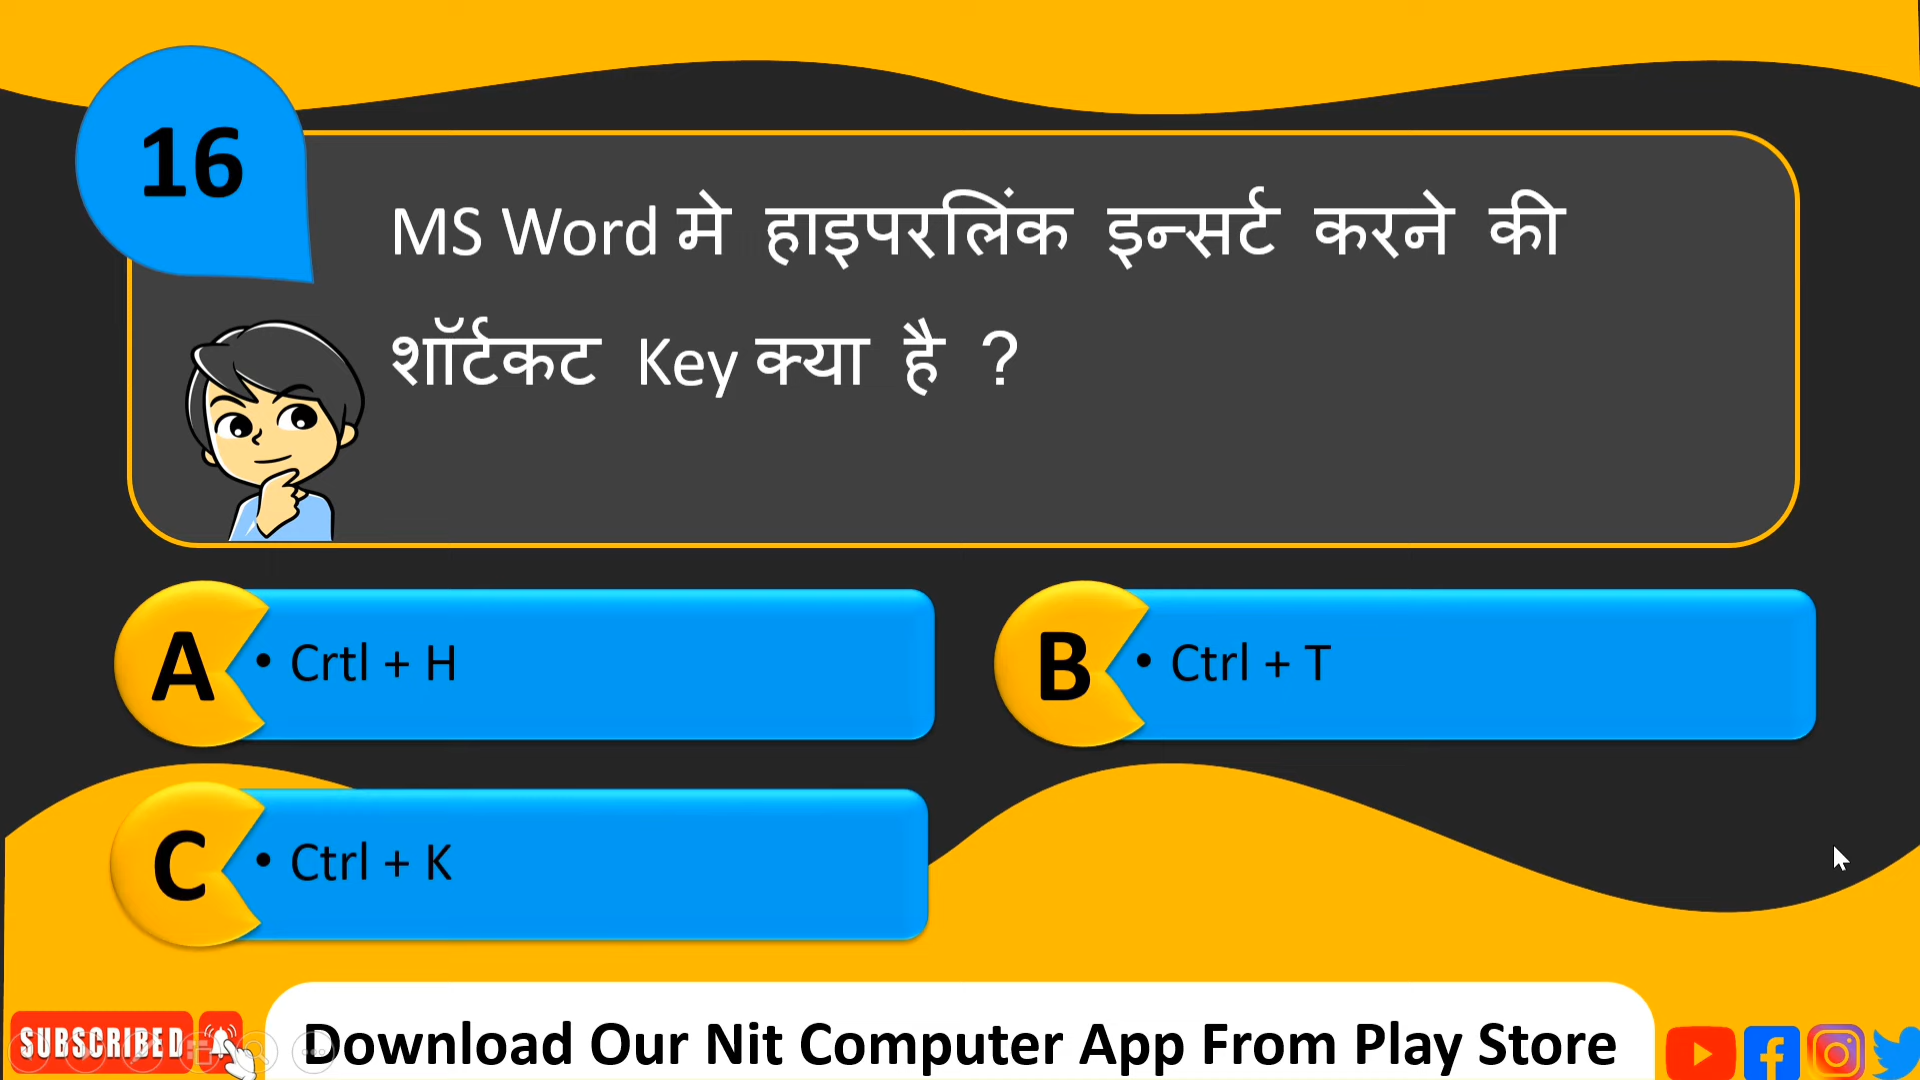 16
MS Word मे हाइपरलिंक इन्सर्ट करने की
शॉर्टकट Key क्या है ?
A
• Crtl + H
B
• Ctrl + T
C
• Ctrl + K
SUBSCRIBED
Download Our Nit Computer App From Play Store